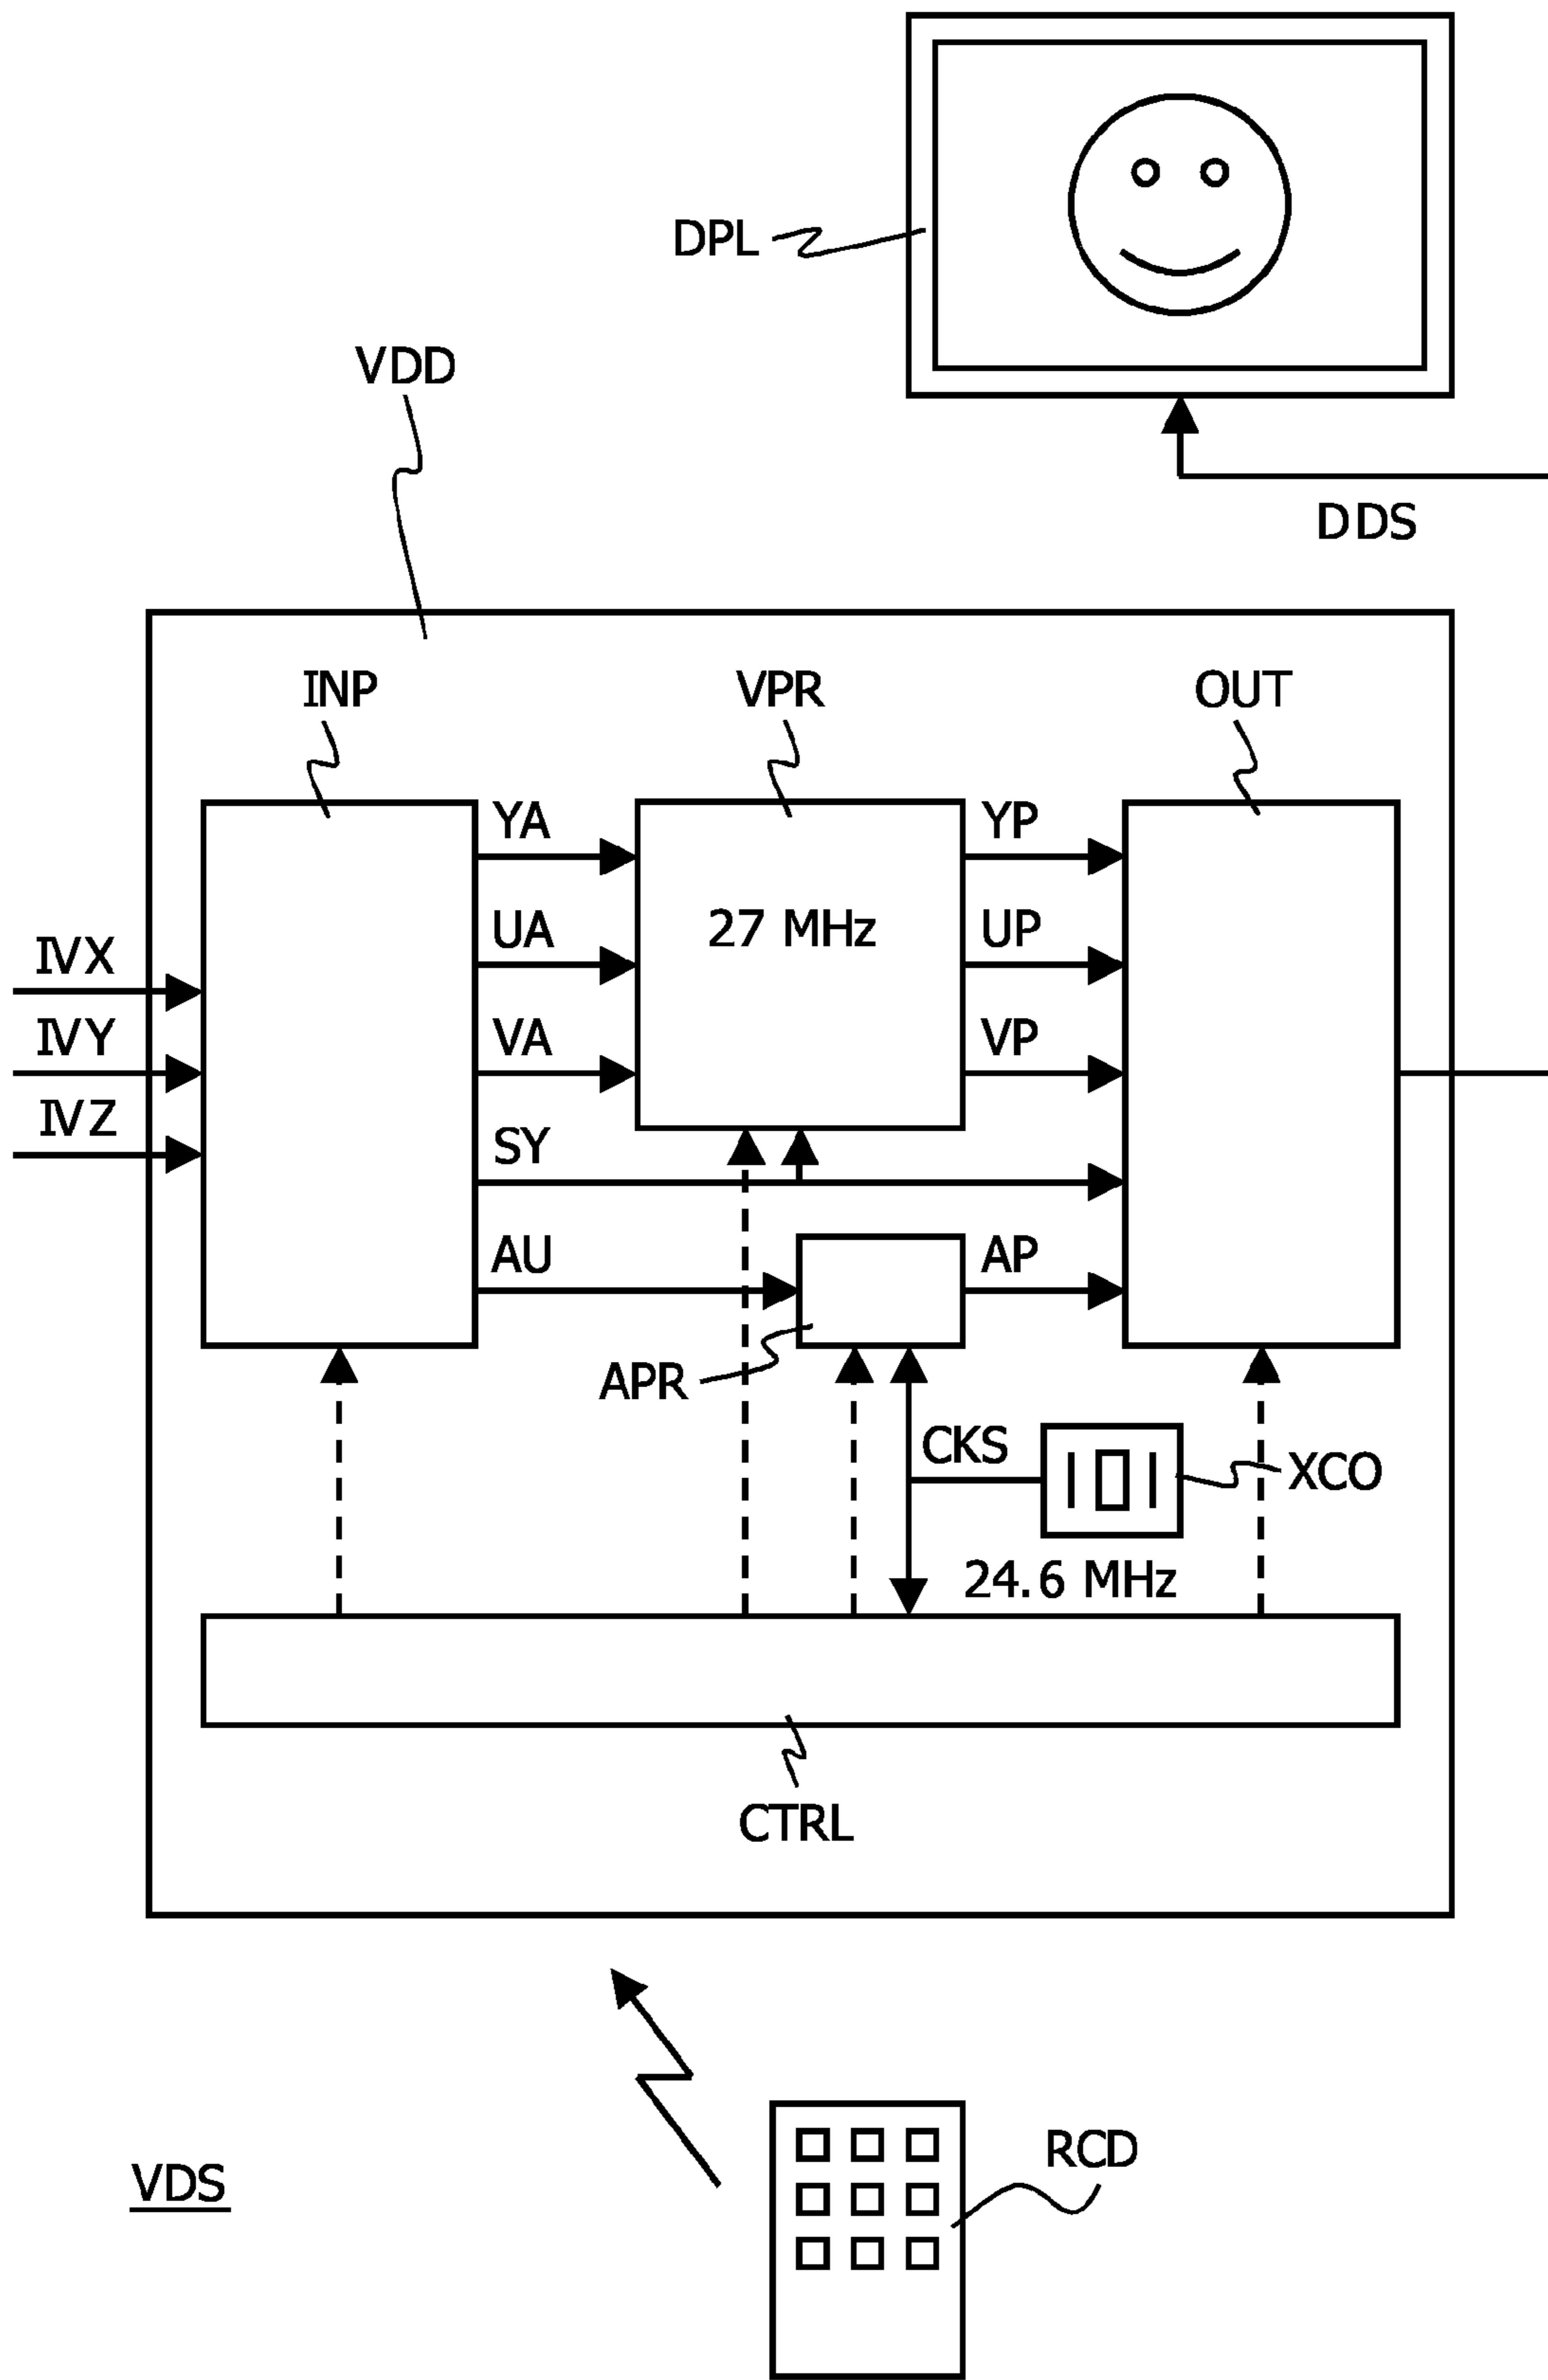 DPL
VDD
DDS
INP
VPR
OUT
YA
YP
27 MHz
UA
UP
IVX
IVY
VA
VP
IVZ
SY
AU
AP
APR
CKS
XCO
24.6 MHz
CTRL
RCD
VDS